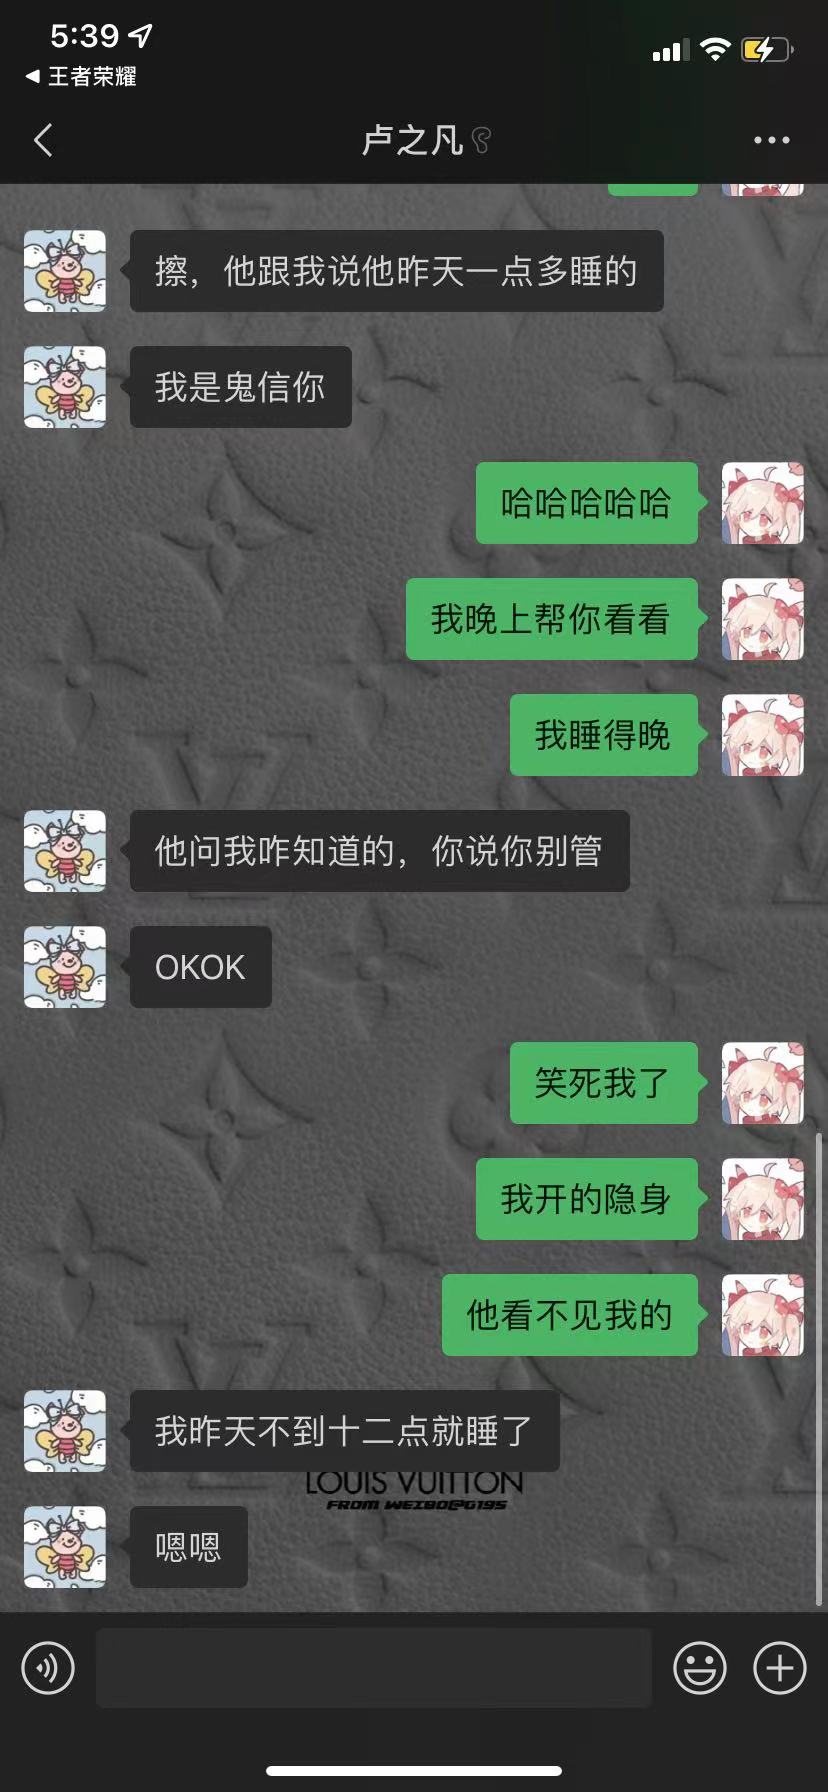 5:39
王者荣耀
卢之凡
擦，他跟我说他昨天一点多睡的
我是鬼信你
哈哈哈哈哈
我晚上帮你看看
我睡得晚
他问我咋知道的，你说你别管
OKOK
笑死我了
我开的隐身
他看不见我的
我昨天不到十二点就睡了
LOUIS VUITTON
FROM WEIBO@G195
嗯嗯